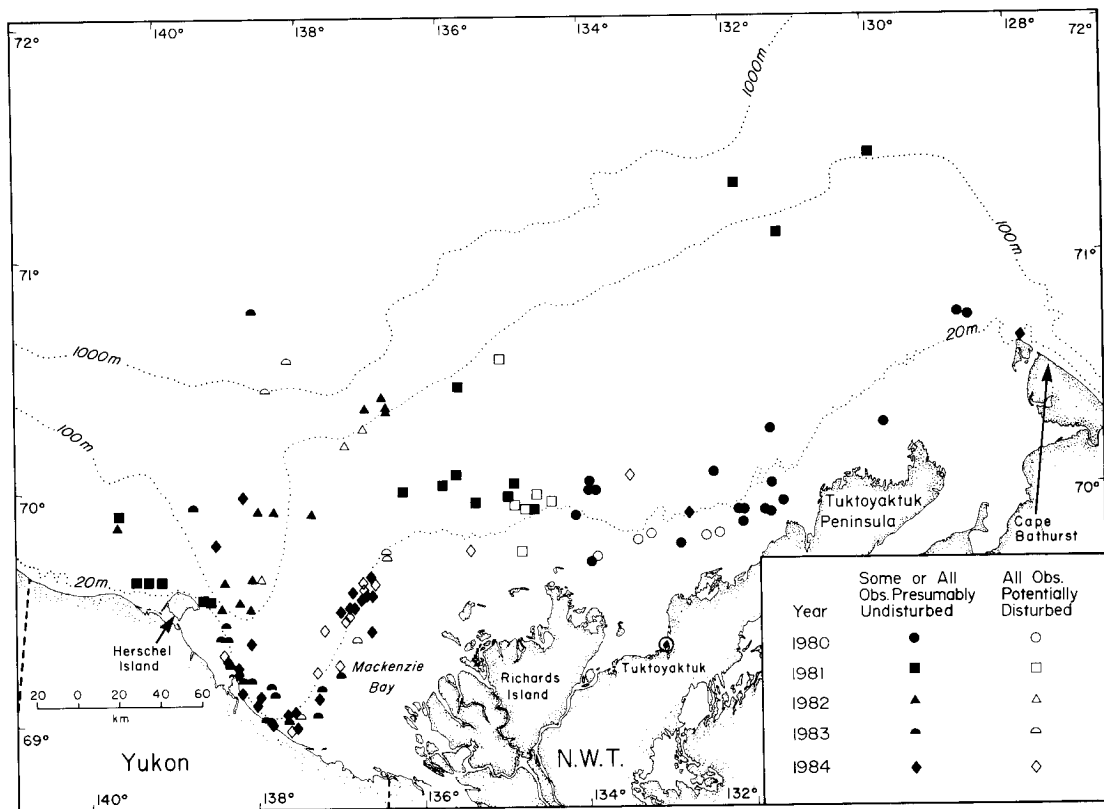 140° 138° 136° 134° 132° 130° 128°
72° 72°
1000m
100m
71° 71°
1000m
20m.
100m
70° 70°
Tuktoyaktuk
Peninsula
Cape
Bathurst
20m.
Herschel
Island
Mackenzie
Bay
Richards
Island
Tuktoyaktuk
20 0 20 40 60
km
69°
Yukon
N.W.T.
140° 138° 136° 134° 132°
Some or All All Obs.
Obs. Presumably Potentially
Year Undisturbed Disturbed
1980
1981
1982
1983
1984